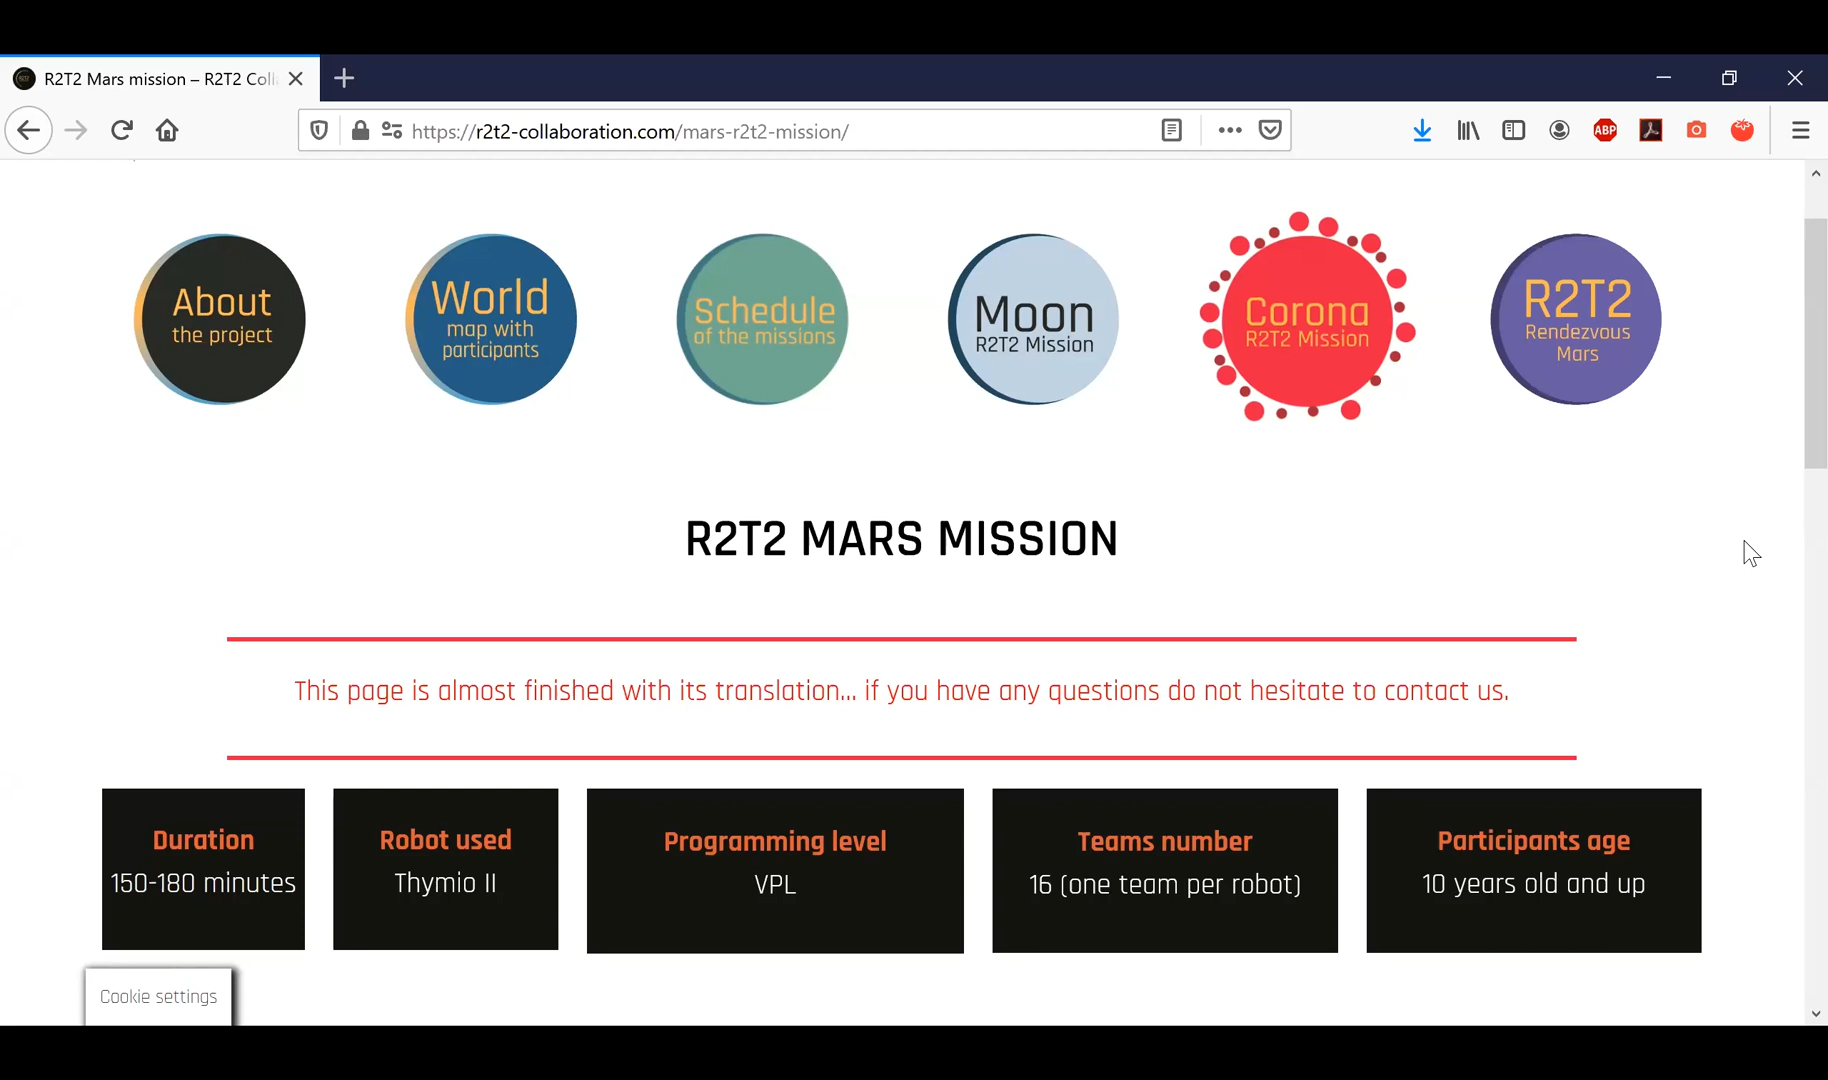 R2T2 Mars mission – R2T2 Coll
https://r2t2-collaboration.com/mars-r2t2-mission/
ABP
About
the project
World
map with
participants
Schedule
of the missions
Moon
R2T2 Mission
Corona
R2T2 Mission
R2T2
Rendezvous
Mars
R2T2 MARS MISSION
This page is almost finished with its translation... if you have any questions do not hesitate to contact us.
Duration
150-180 minutes
Robot used
Thymio II
Programming level
VPL
Teams number
16 (one team per robot)
Participants age
10 years old and up
Cookie settings